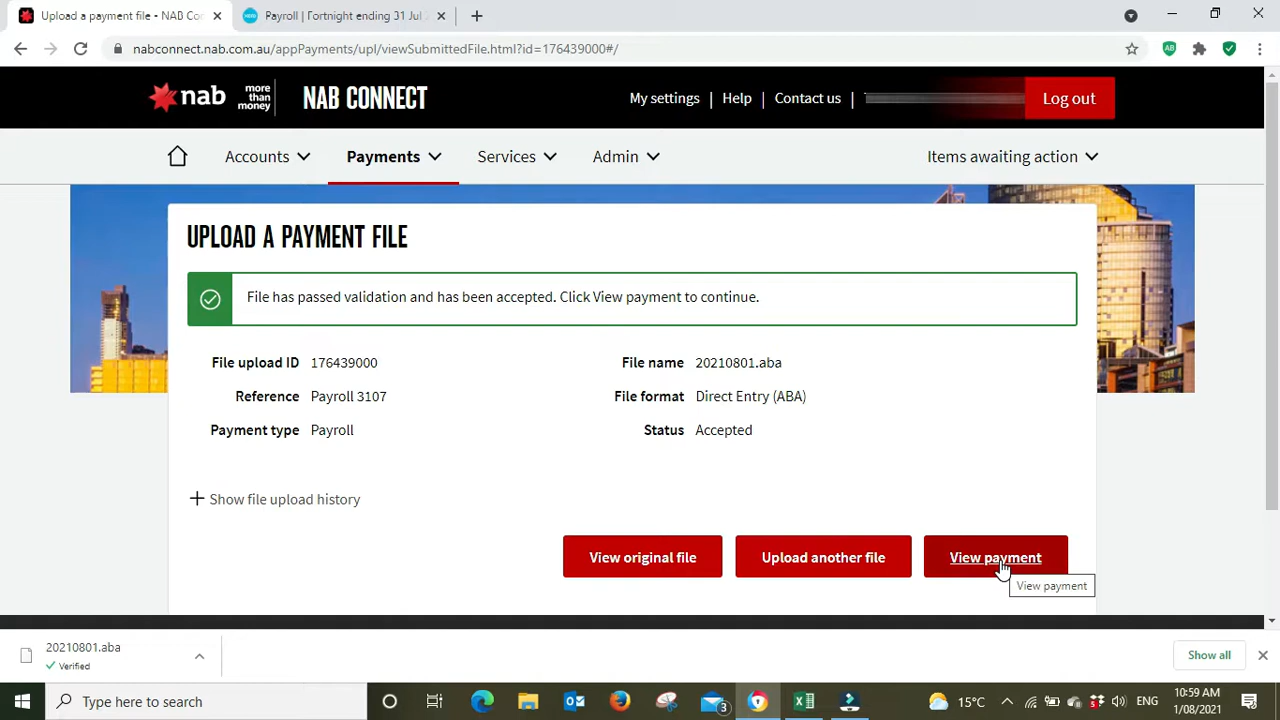 Upload a payment file • NAB Co
Payroll | Fortnight ending 31 Jul
nabconnect.nab.com.au/appPayments/upl/viewSubmittedFile.html?id=176439000#/
nab
more
than
money
NAB CONNECT
My settings | Help | Contact us |
Log out
Accounts
Payments
Services
Admin
Items awaiting action
UPLOAD A PAYMENT FILE
File has passed validation and has been accepted. Click View payment to continue.
File upload ID 176439000
File name 20210801.aba
Reference Payroll 3107
File format Direct Entry (ABA)
Payment type Payroll
Status Accepted
Show file upload history
View original file
Upload another file
View payment
View payment
20210801.aba
Verified
Show all
Type here to search
3
15°C
ENG
10:59 AM
1/08/2021